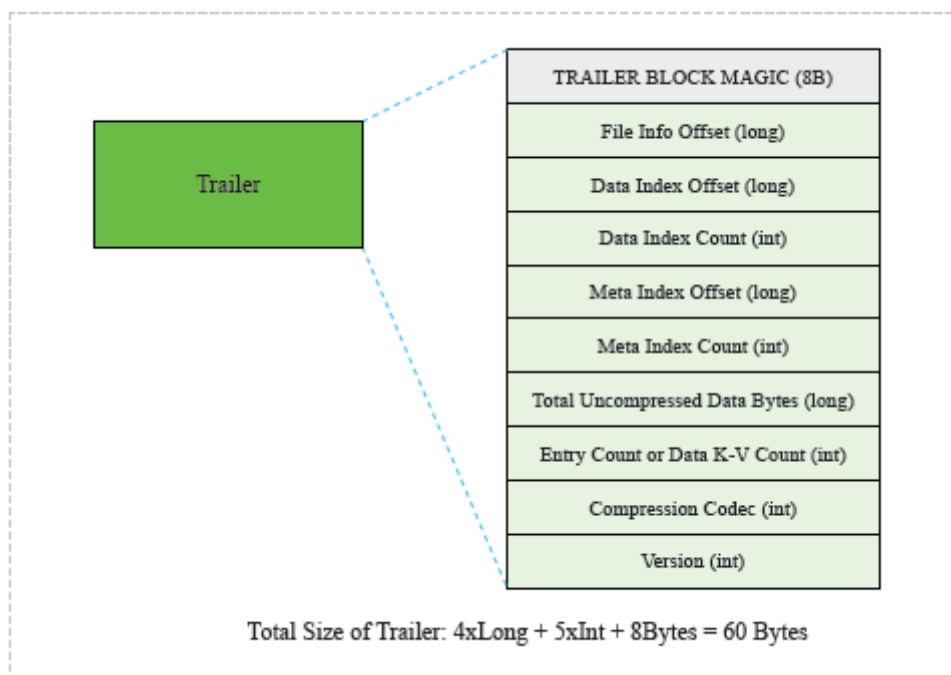 TRAILER BLOCK MAGIC (8B)
File Info Offset (long)
Trailer
Data Index Offset (long)
Data Index Count (int)
Meta Index Offset (long)
Meta Index Count (int)
Total Uncompressed Data Bytes (long)
Entry Count or Data K-V Count (int)
Compression Codec (int)
Version (int)
Total Size of Trailer: 4xLong + 5xInt + 8Bytes = 60 Bytes